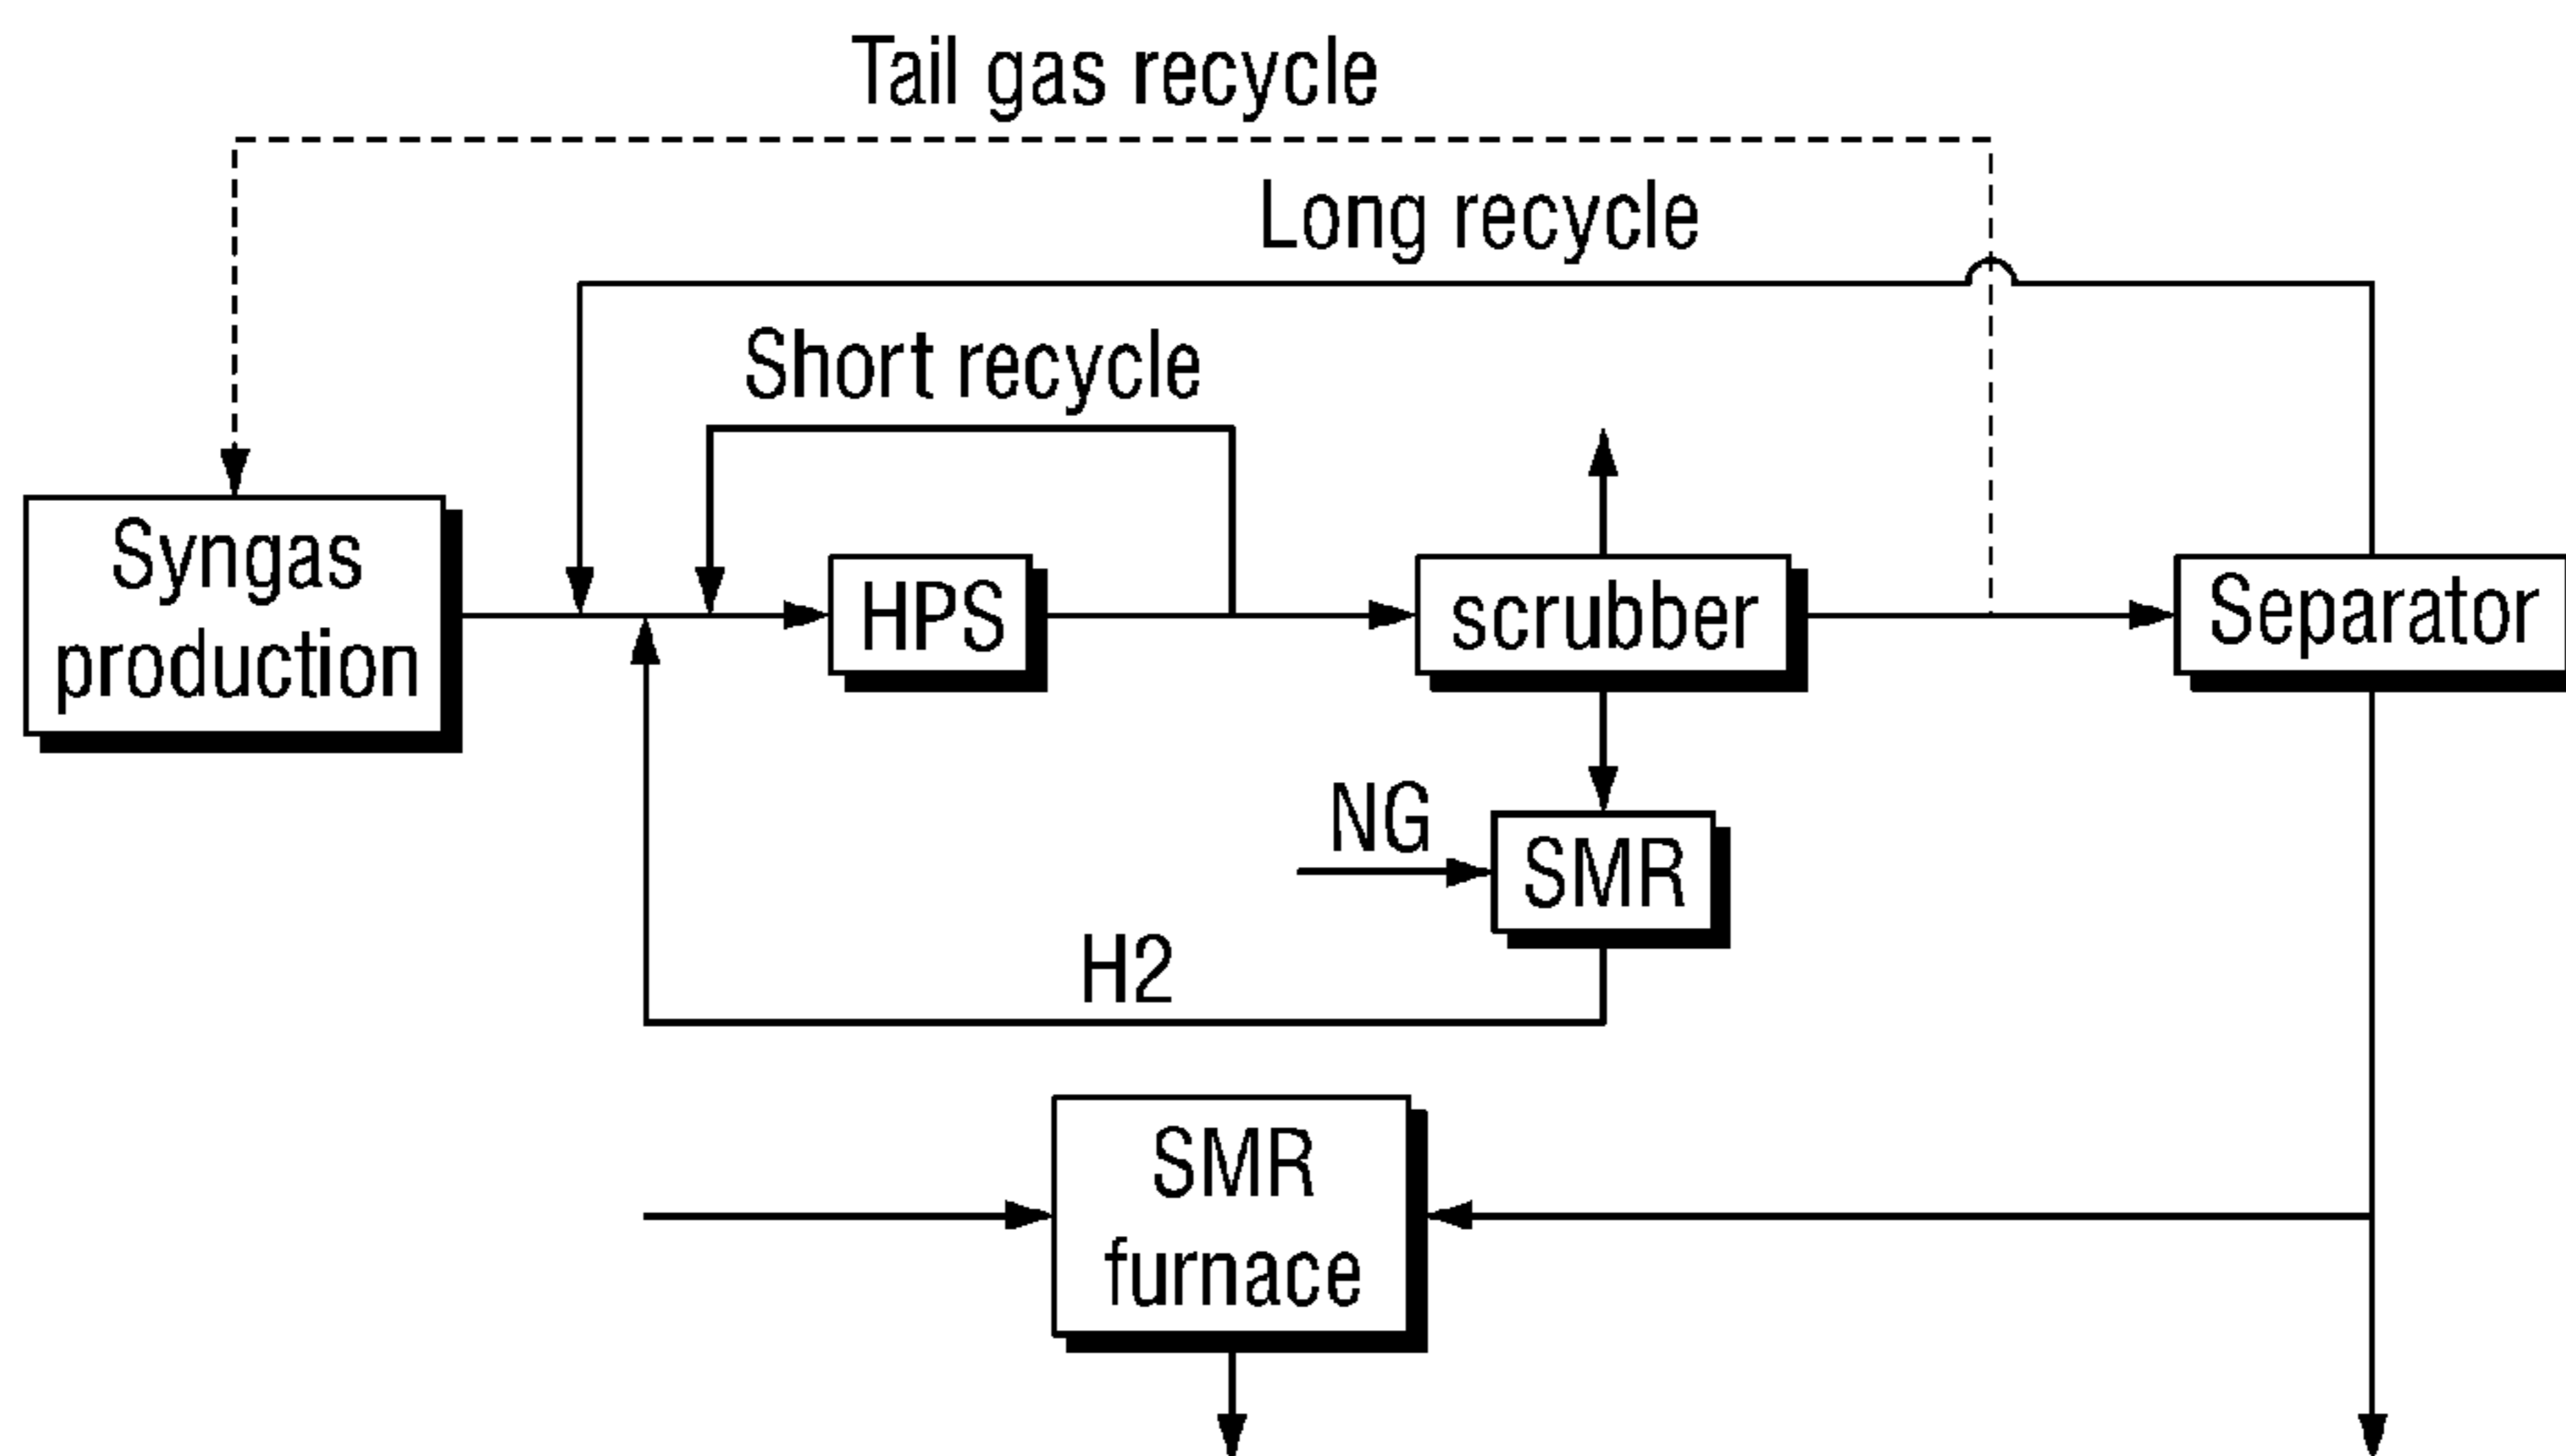 Tail gas recycle
Long recycle
Short recycle
Syngas
production
HPS
scrubber
Separator
NG
SMR
H2
SMR
furnace